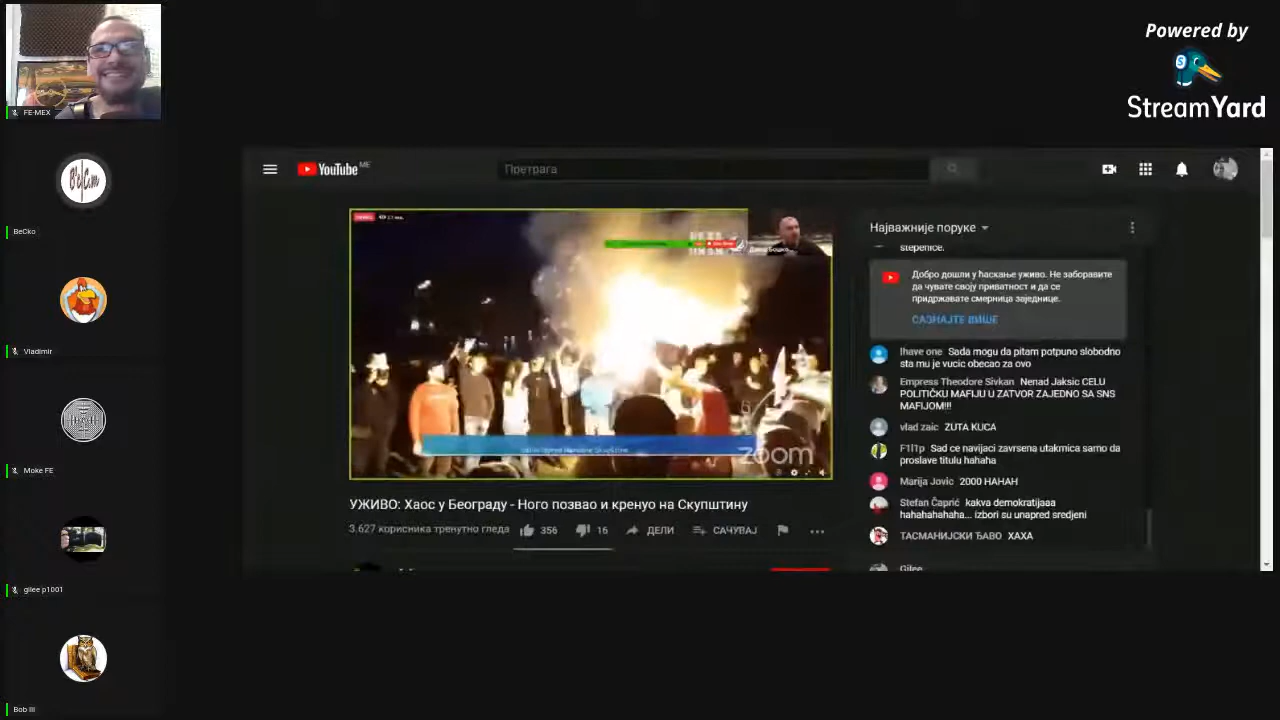 Powered by
StreamYard
FE-MEX
BeCko
Vladimir
Moke FE
gilee p1001
Bob III
YouTube ME
Претрага
zoom
УЖИВО: Хаос у Београду - Ного позвао и кренуо на Скупштину
3.627 корисника тренутно гледа
356
16
ДЕЛИ
САЧУВАЈ
Најважније поруке
stepenice.
Добро дошли у ћаскање уживо. Не заборавите
да чувате своју приватност и да се
придржавате смерница заједнице.
САЗНАЈТЕ ВИШЕ
Ihave one Sada mogu da pitam potpuno slobodno
sta mu je vucic obecao za ovo
Empress Theodore Sivkan Nenad Jaksic CELU
POLITIČKU MAFIJU U ZATVOR ZAJEDNO SA SNS
MAFIJOM!!!
vlad zaic ZUTA KUCA
F1l1p Sad ce navijaci zavrsena utakmica samo da
proslave titulu hahaha
Marija Jovic 2000 HAHAH
Stefan Čaprić kakva demokratijaaa
hahahahahaha... izbori su unapred sredjeni
ТАСМАНИЈСКИ ЂАВО ХАХА
Gilee